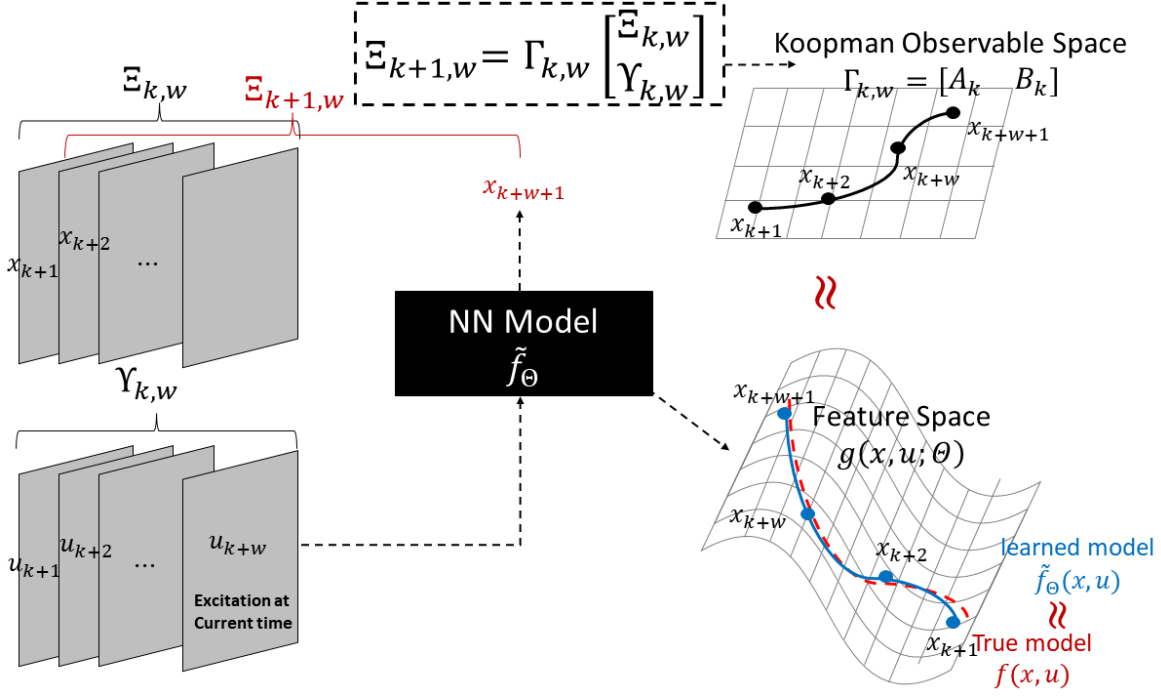 Ξ_{k+1,w} = Γ_{k,w} [Ξ_{k,w} ϒ_{k,w}]
Koopman Observable Space
Γ_{k,w} = [A_k B_k]
Ξ_{k,w}
Ξ_{k+1,w}
x_{k+1}
x_{k+2}
...
x_{k+w+1}
x_{k+1}
x_{k+2}
x_{k+w}
x_{k+w+1}
≈
NN Model
f̃_Θ
ϒ_{k,w}
u_{k+1}
u_{k+2}
...
u_{k+w}
Excitation at
Current time
x_{k+w+1}
Feature Space
g(x, u; Θ)
x_{k+w}
x_{k+2}
x_{k+1}
learned model
f̃_Θ(x, u)
≈
True model
f(x, u)